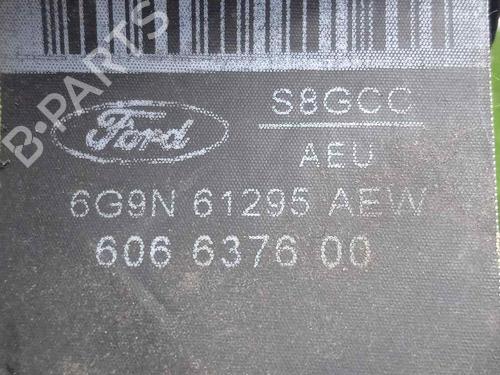 B-PARTS
Ford
S8GCC
AEU
6G9N 61295 AEW
606 6376 00